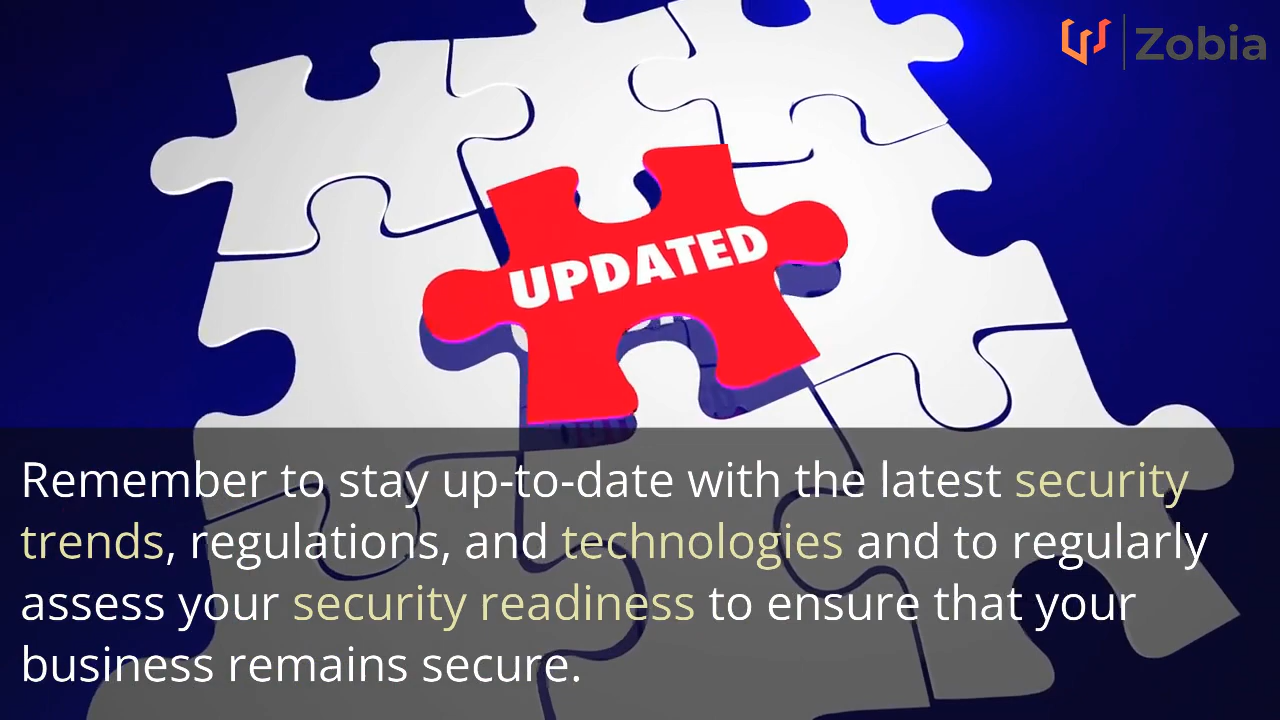 Zobia
UPDATED
Remember to stay up-to-date with the latest security
trends, regulations, and technologies and to regularly
assess your security readiness to ensure that your
business remains secure.